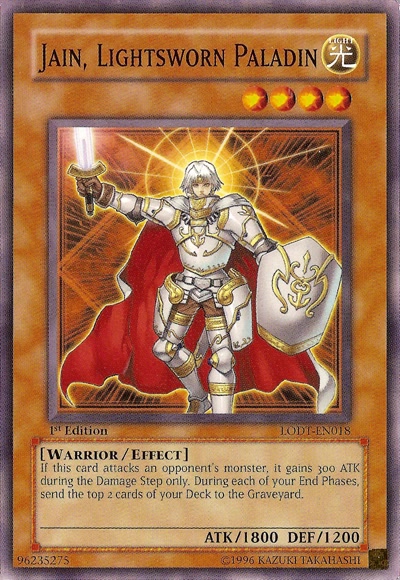 JAIN, LIGHTSWORN PALADIN
LIGHT
光
1st Edition
LODT-EN018
[WARRIOR / EFFECT]
If this card attacks an opponent's monster, it gains 300 ATK
during the Damage Step only. During each of your End Phases,
send the top 2 cards of your Deck to the Graveyard.
ATK/1800 DEF/1200
96235275
©1996 KAZUKI TAKAHASHI